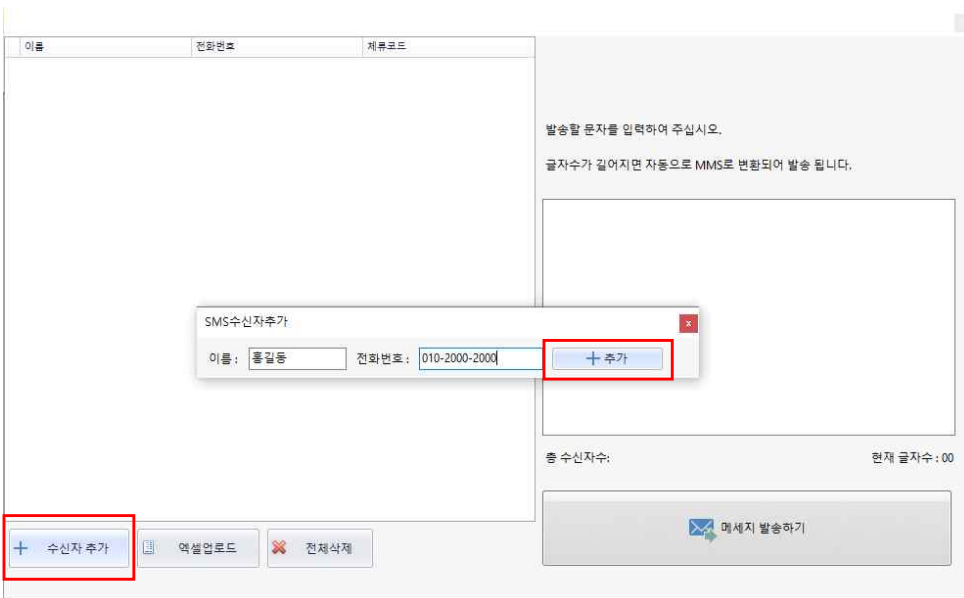 이름 전화번호 체류코드
발송할 문자를 입력하여 주십시오.
글자수가 길어지면 자동으로 MMS로 변환되어 발송 됩니다.
SMS수신자추가 x
이름 : 홍길동 전화번호 : 010-2000-2000 + 추가
총 수신자수: 현재 글자수 : 00
메세지 발송하기
+ 수신자 추가 엑셀업로드 전체삭제